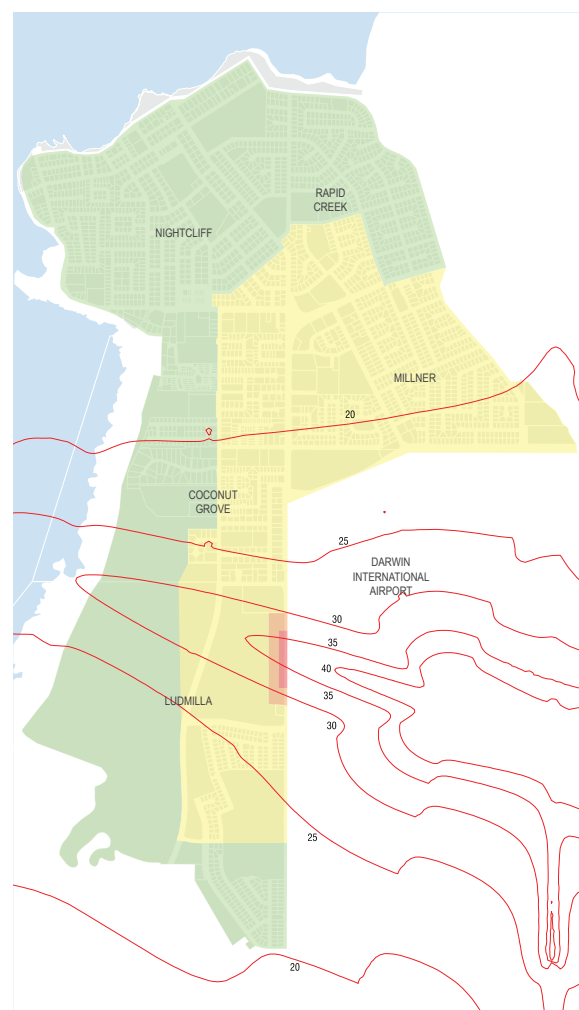 RAPID
CREEK
NIGHTCLIFF
MILLNER
20
COCONUT
GROVE
25
DARWIN
INTERNATIONAL
AIRPORT
30
35
40
35
LUDMILLA
30
25
20